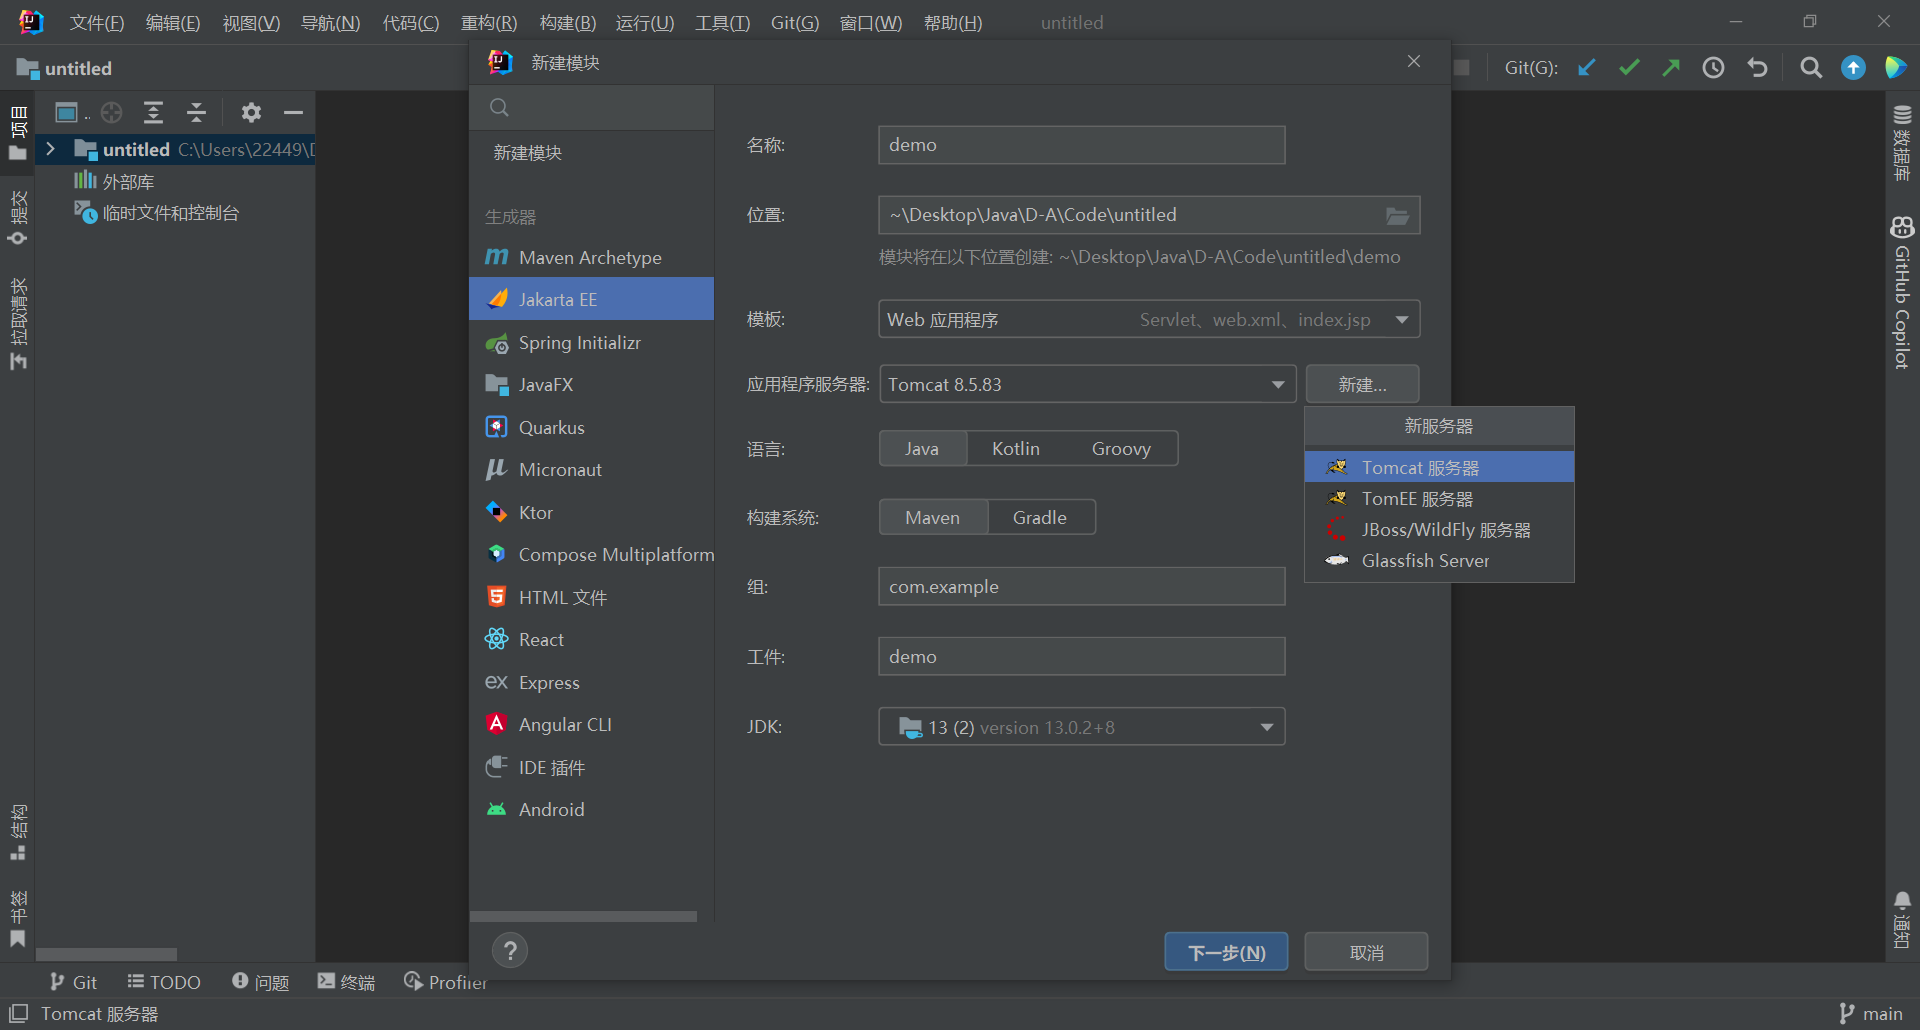 文件(F) 编辑(E) 视图(V) 导航(N) 代码(C) 重构(R) 构建(B) 运行(U) 工具(T) Git(G) 窗口(W) 帮助(H) untitled
untitled
Git(G):
新建模块
项目
提交
拉取请求
结构
书签
untitled C:\Users\22449\D
外部库
临时文件和控制台
新建模块
生成器
Maven Archetype
Jakarta EE
Spring Initializr
JavaFX
Quarkus
Micronaut
Ktor
Compose Multiplatform
HTML 文件
React
Express
Angular CLI
IDE 插件
Android
名称: demo
位置: ~\Desktop\Java\D-A\Code\untitled
模块将在以下位置创建: ~\Desktop\Java\D-A\Code\untitled\demo
模板: Web 应用程序 Servlet、web.xml、index.jsp
应用程序服务器: Tomcat 8.5.83 新建...
新服务器
Tomcat 服务器
TomEE 服务器
JBoss/WildFly 服务器
Glassfish Server
语言: Java Kotlin Groovy
构建系统: Maven Gradle
组: com.example
工件: demo
JDK: 13 (2) version 13.0.2+8
? 下一步(N) 取消
数据库
GitHub Copilot
通知
Git TODO 问题 终端 Profiler
Tomcat 服务器 main